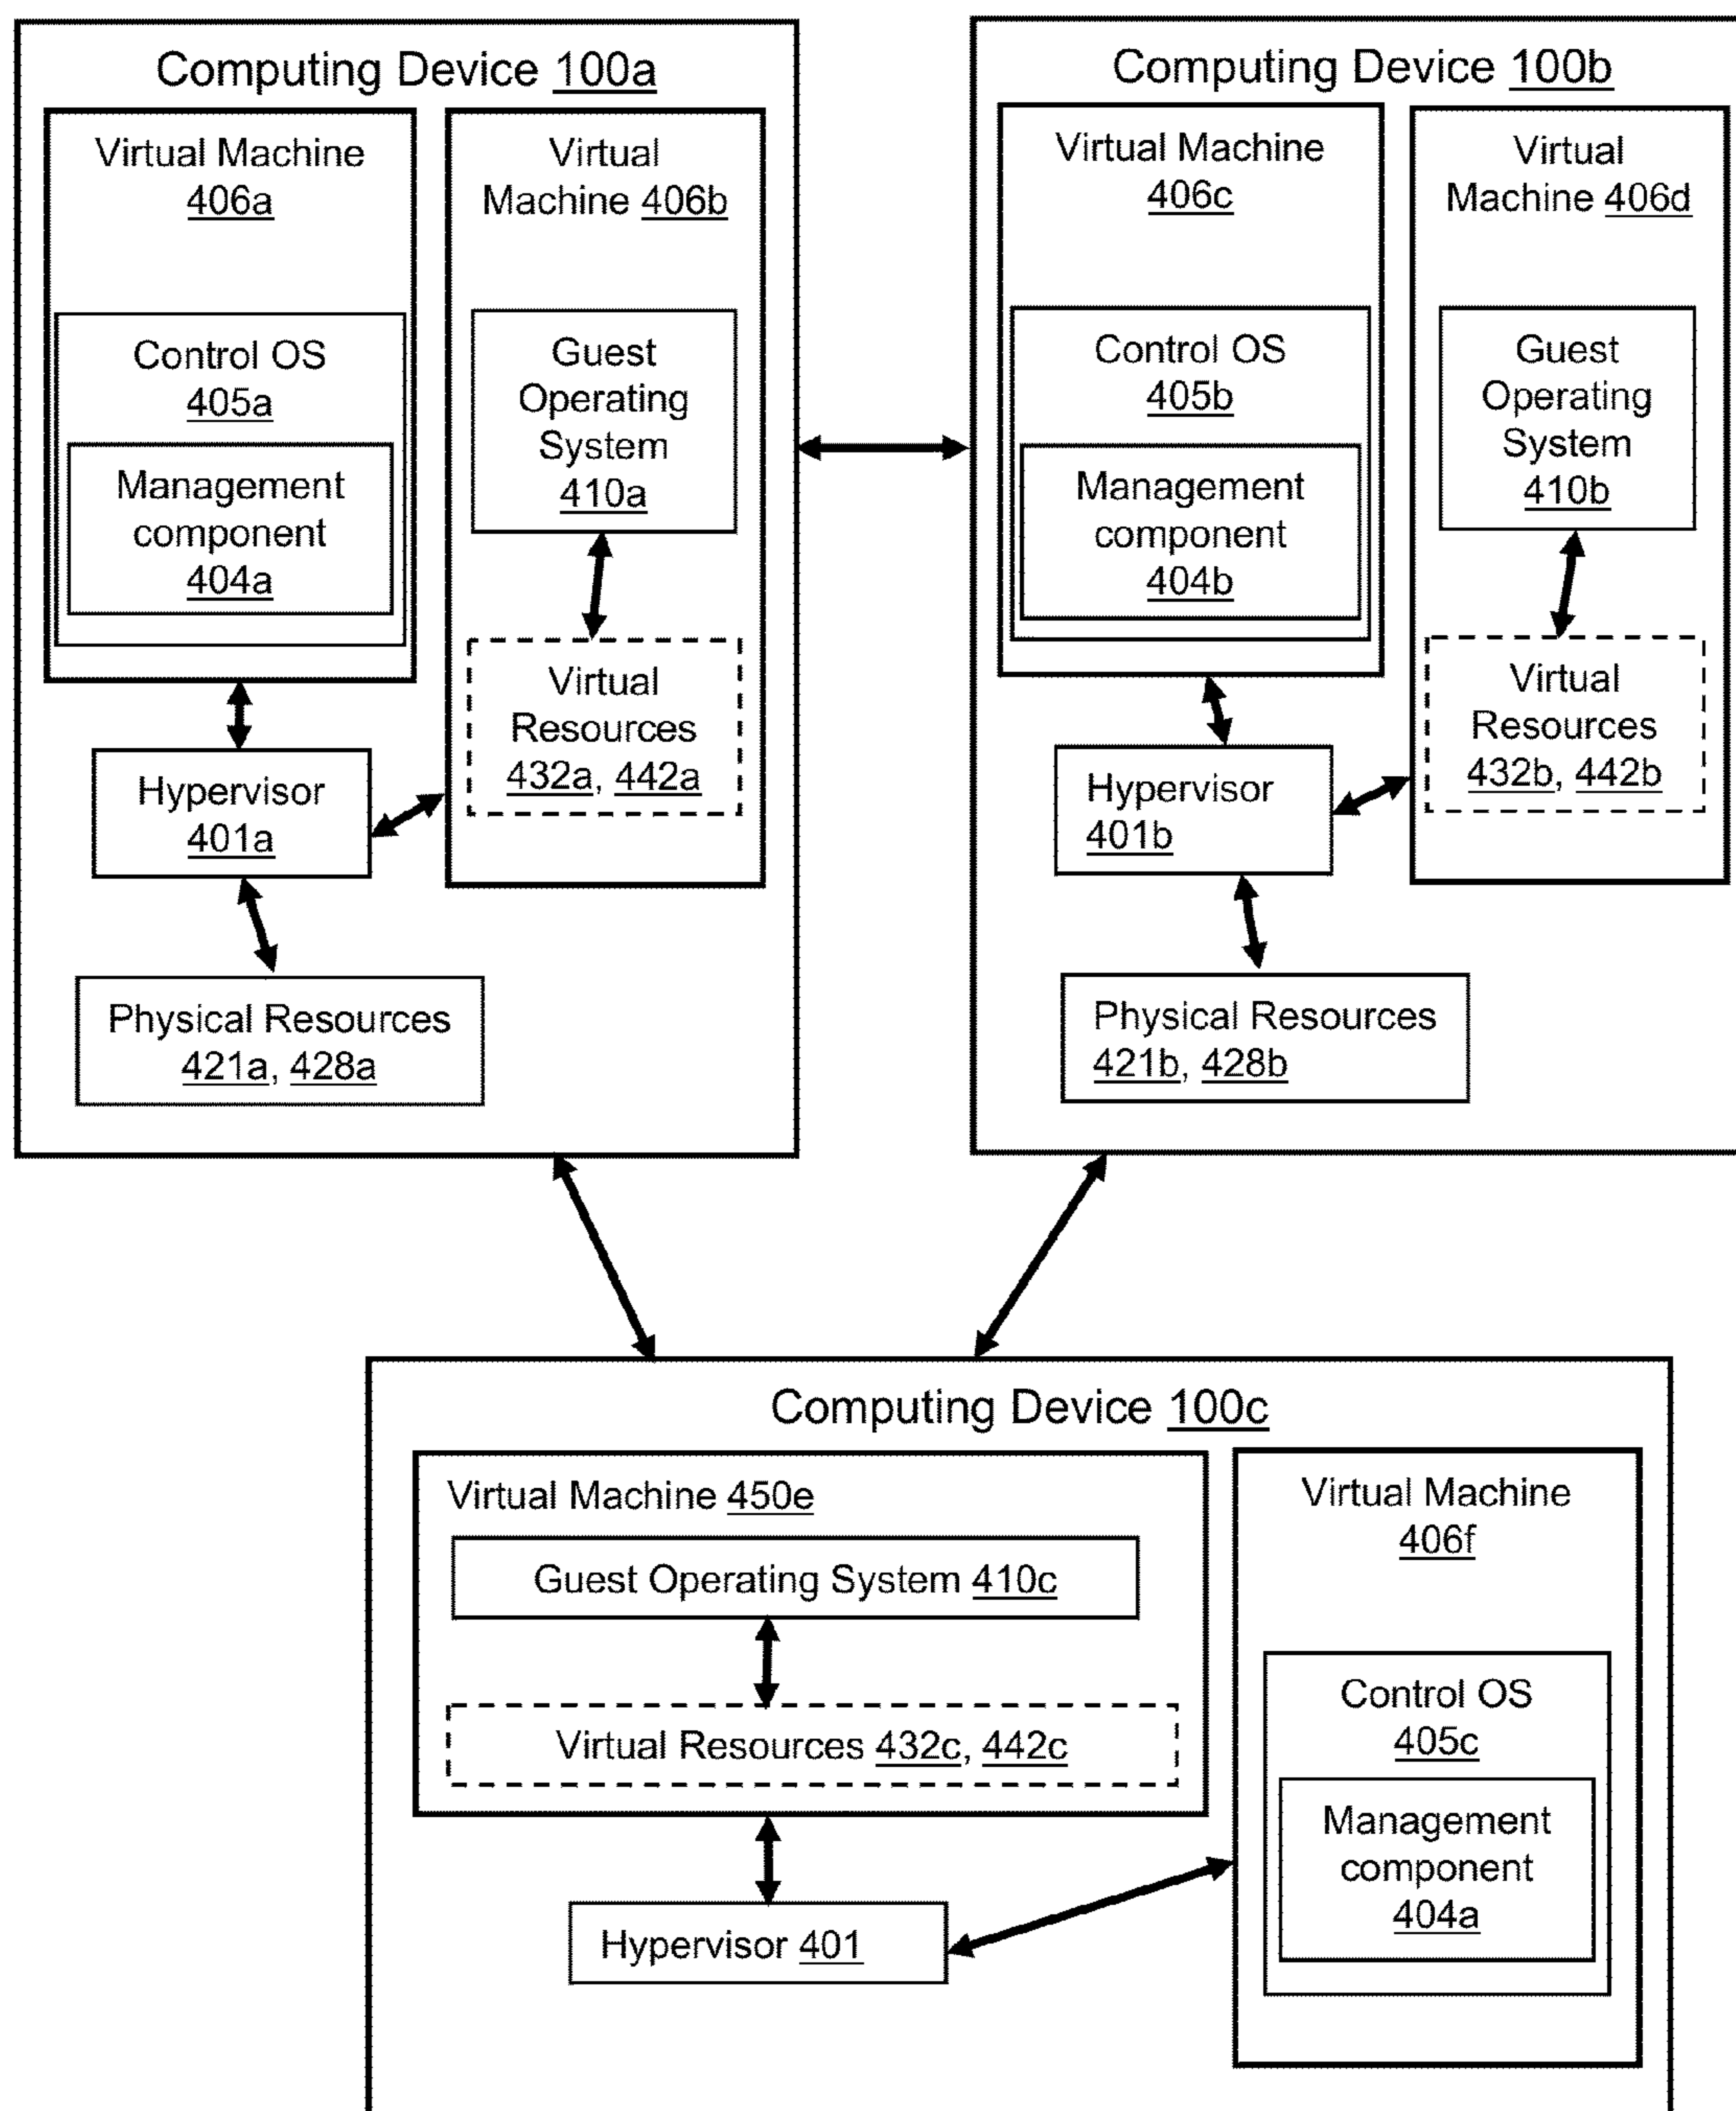 Computing Device 100a
Virtual Machine
406a
Virtual
Machine 406b
Control OS
405a
Management
component
404a
Guest
Operating
System
410a
Virtual
Resources
432a, 442a
Hypervisor
401a
Physical Resources
421a, 428a
Computing Device 100b
Virtual Machine
406c
Virtual
Machine 406d
Control OS
405b
Management
component
404b
Guest
Operating
System
410b
Virtual
Resources
432b, 442b
Hypervisor
401b
Physical Resources
421b, 428b
Computing Device 100c
Virtual Machine 450e
Guest Operating System 410c
Virtual Resources 432c, 442c
Hypervisor 401
Virtual Machine
406f
Control OS
405c
Management
component
404a